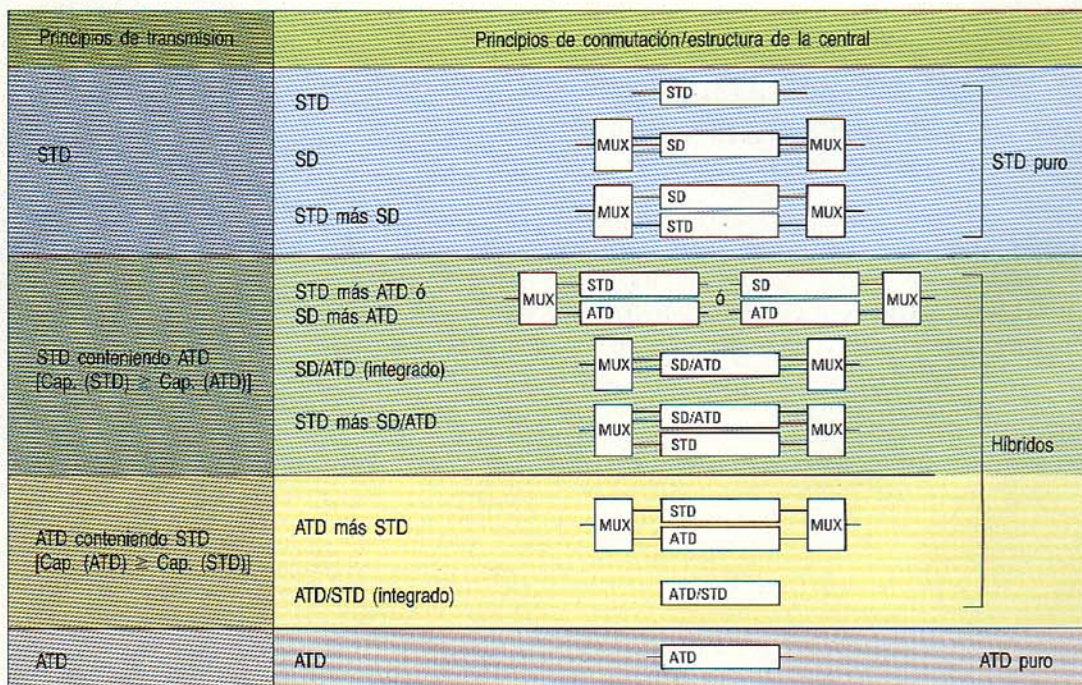 Principios de transmisión
Principios de conmutación/estructura de la central
STD
STD
STD
SD
MUX
SD
MUX
STD más SD
MUX
SD
STD
MUX
STD puro
STD conteniendo ATD
[Cap. (STD) ≥ Cap. (ATD)]
STD más ATD ó
SD más ATD
MUX
STD
ATD
ó
SD
ATD
MUX
SD/ATD (integrado)
MUX
SD/ATD
MUX
STD más SD/ATD
MUX
SD/ATD
STD
MUX
Híbridos
ATD conteniendo STD
[Cap. (ATD) ≥ Cap. (STD)]
ATD más STD
MUX
STD
ATD
MUX
ATD/STD (integrado)
ATD/STD
ATD
ATD
ATD
ATD puro